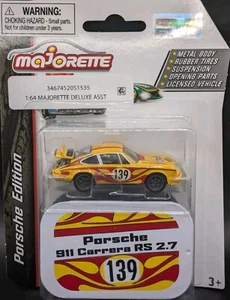 ⚠ WARNING:
CHOKING HAZARD - Small parts.
Not for children under 3 years.
majorette
METAL BODY
RUBBER TIRES
SUSPENSION
OPENING PARTS
LICENSED VEHICLE
3467452051535
1:64 MAJORETTE DELUXE ASST
Porsche Edition
139
Porsche
911 Carrera RS 2.7
139
3+